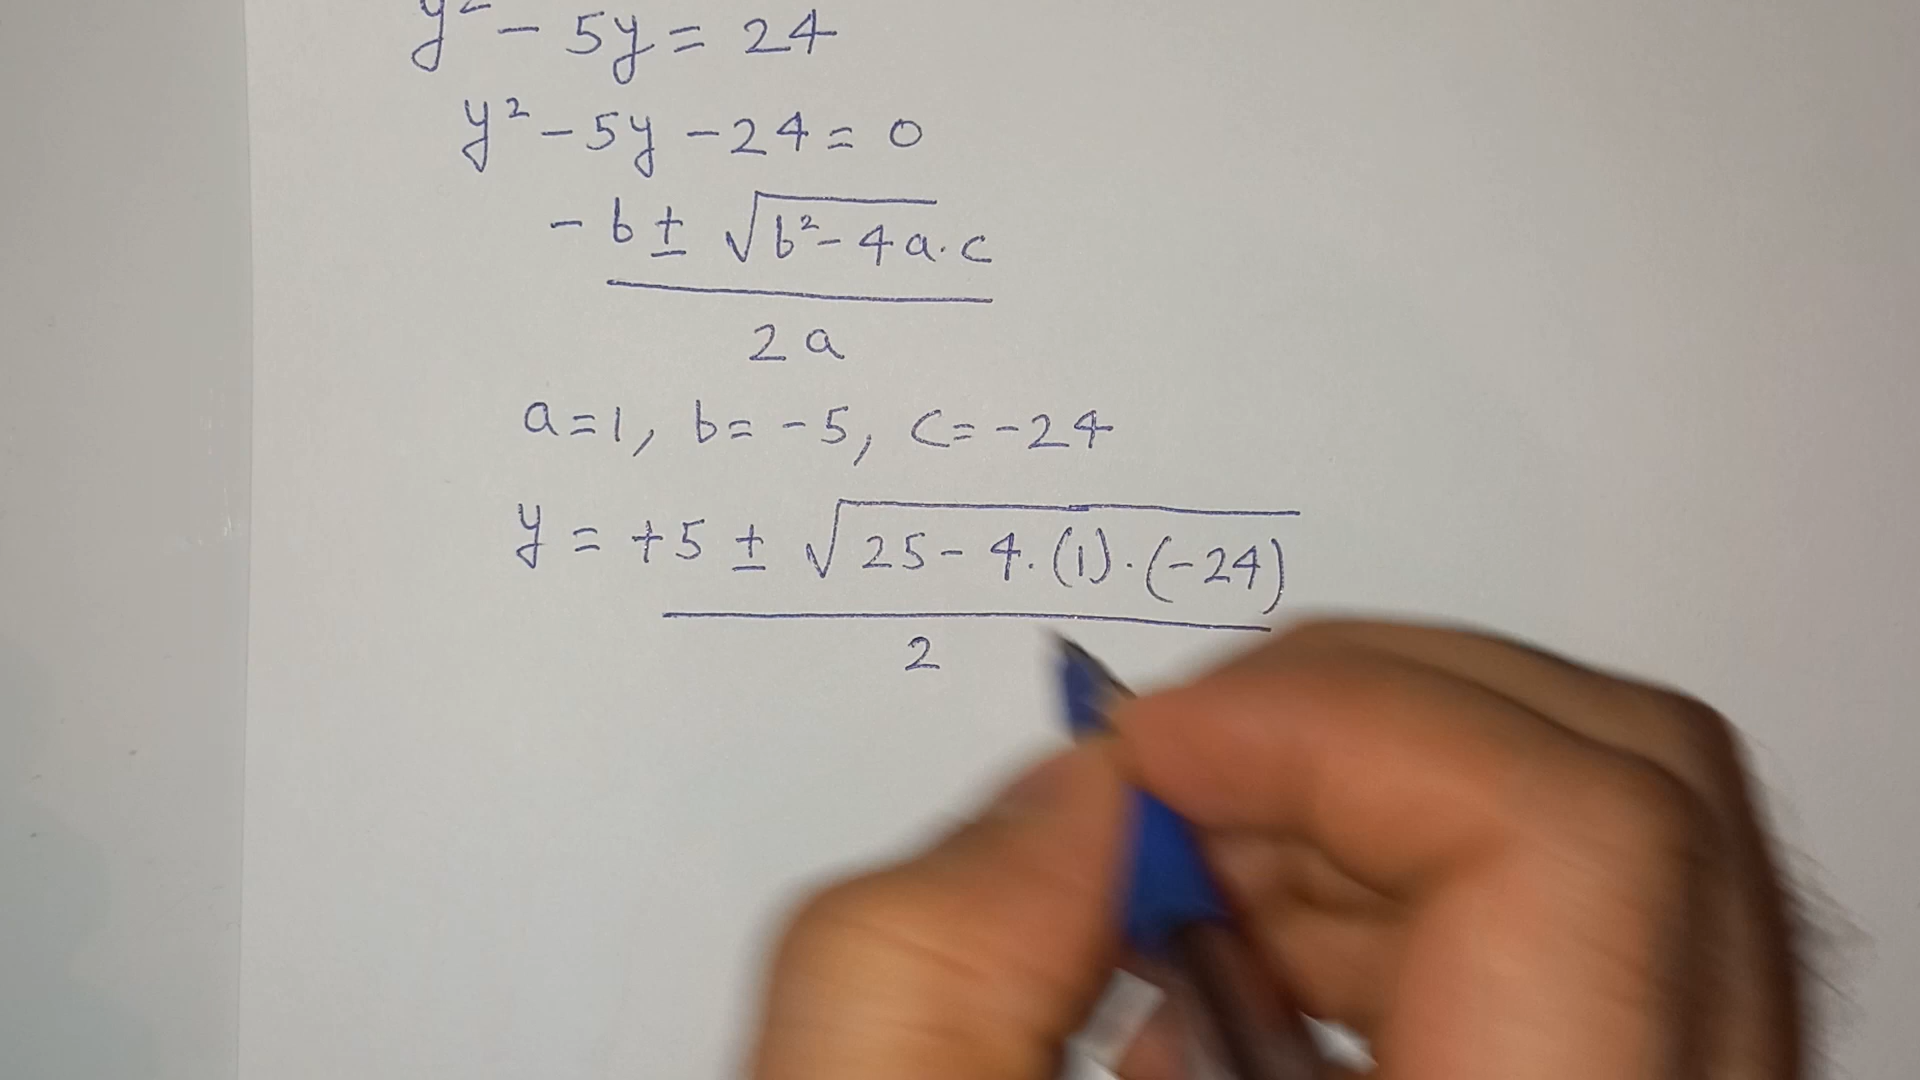 y² - 5y = 24
y² - 5y - 24 = 0
- b ± √b² - 4a·c
2a
a=1, b= -5, c= -24
y = +5 ± √25 - 4·(1)·(-24)
2